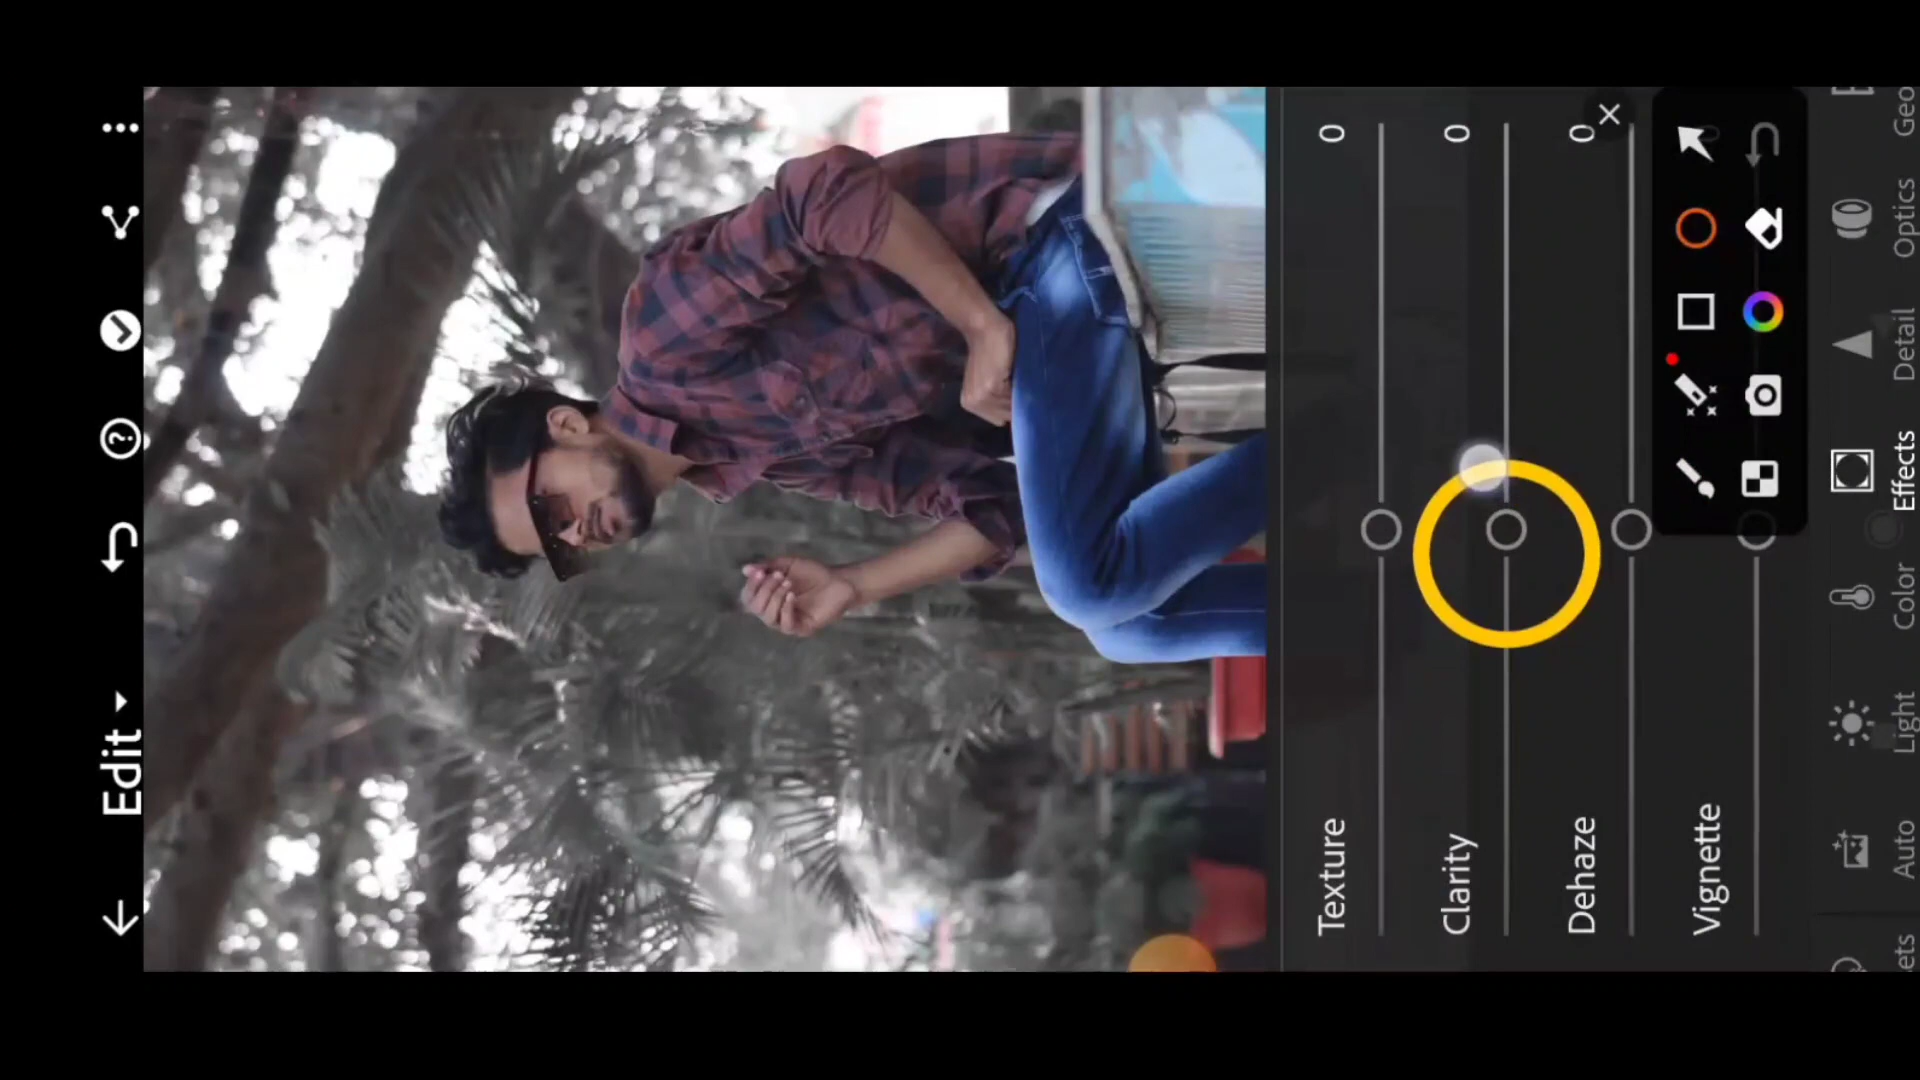 Edit
Texture 0
Clarity 0
Dehaze 0
Vignette
Auto
Light
Color
Effects
Detail
Optics
Geo
ets